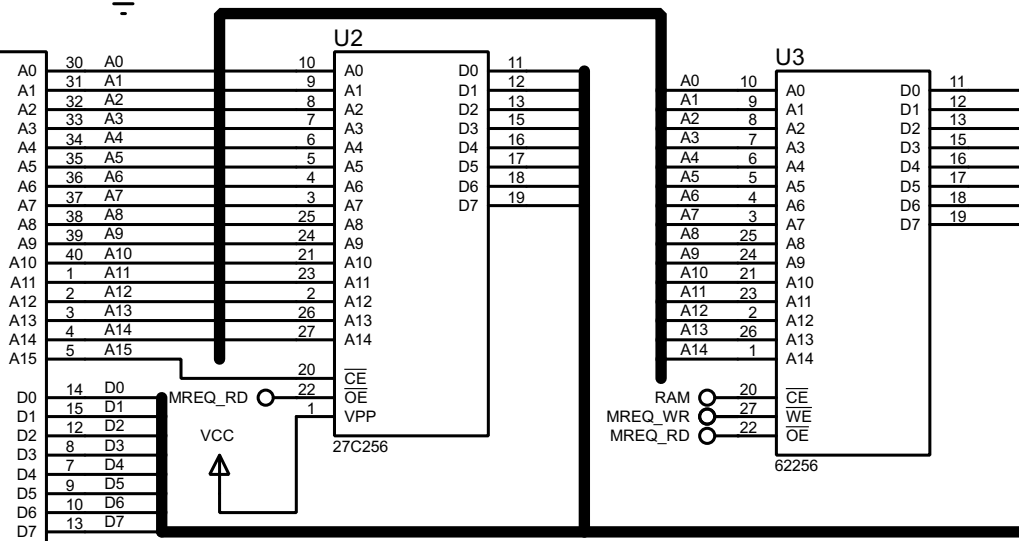 U2
U3
A0 30 A0 10 A0 D0 11
A1 31 A1 9 A1 D1 12
A2 32 A2 8 A2 D2 13
A3 33 A3 7 A3 D3 15
A4 34 A4 6 A4 D4 16
A5 35 A5 5 A5 D5 17
A6 36 A6 4 A6 D6 18
A7 37 A7 3 A7 D7 19
A8 38 A8 25 A8
A9 39 A9 24 A9
A10 40 A10 21 A10
A11 1 A11 23 A11
A12 2 A12 2 A12
A13 3 A13 26 A13
A14 4 A14 27 A14
A15 5 A15
20 CE
MREQ_RD 22 OE
1 VPP
VCC
27C256
D0 14 D0
D1 15 D1
D2 12 D2
D3 8 D3
D4 7 D4
D5 9 D5
D6 10 D6
D7 13 D7
A0 10 A0 D0 11
A1 9 A1 D1 12
A2 8 A2 D2 13
A3 7 A3 D3 15
A4 6 A4 D4 16
A5 5 A5 D5 17
A6 4 A6 D6 18
A7 3 A7 D7 19
A8 25 A8
A9 24 A9
A10 21 A10
A11 23 A11
A12 2 A12
A13 26 A13
A14 1 A14
RAM 20 CE
MREQ_WR 27 WE
MREQ_RD 22 OE
62256